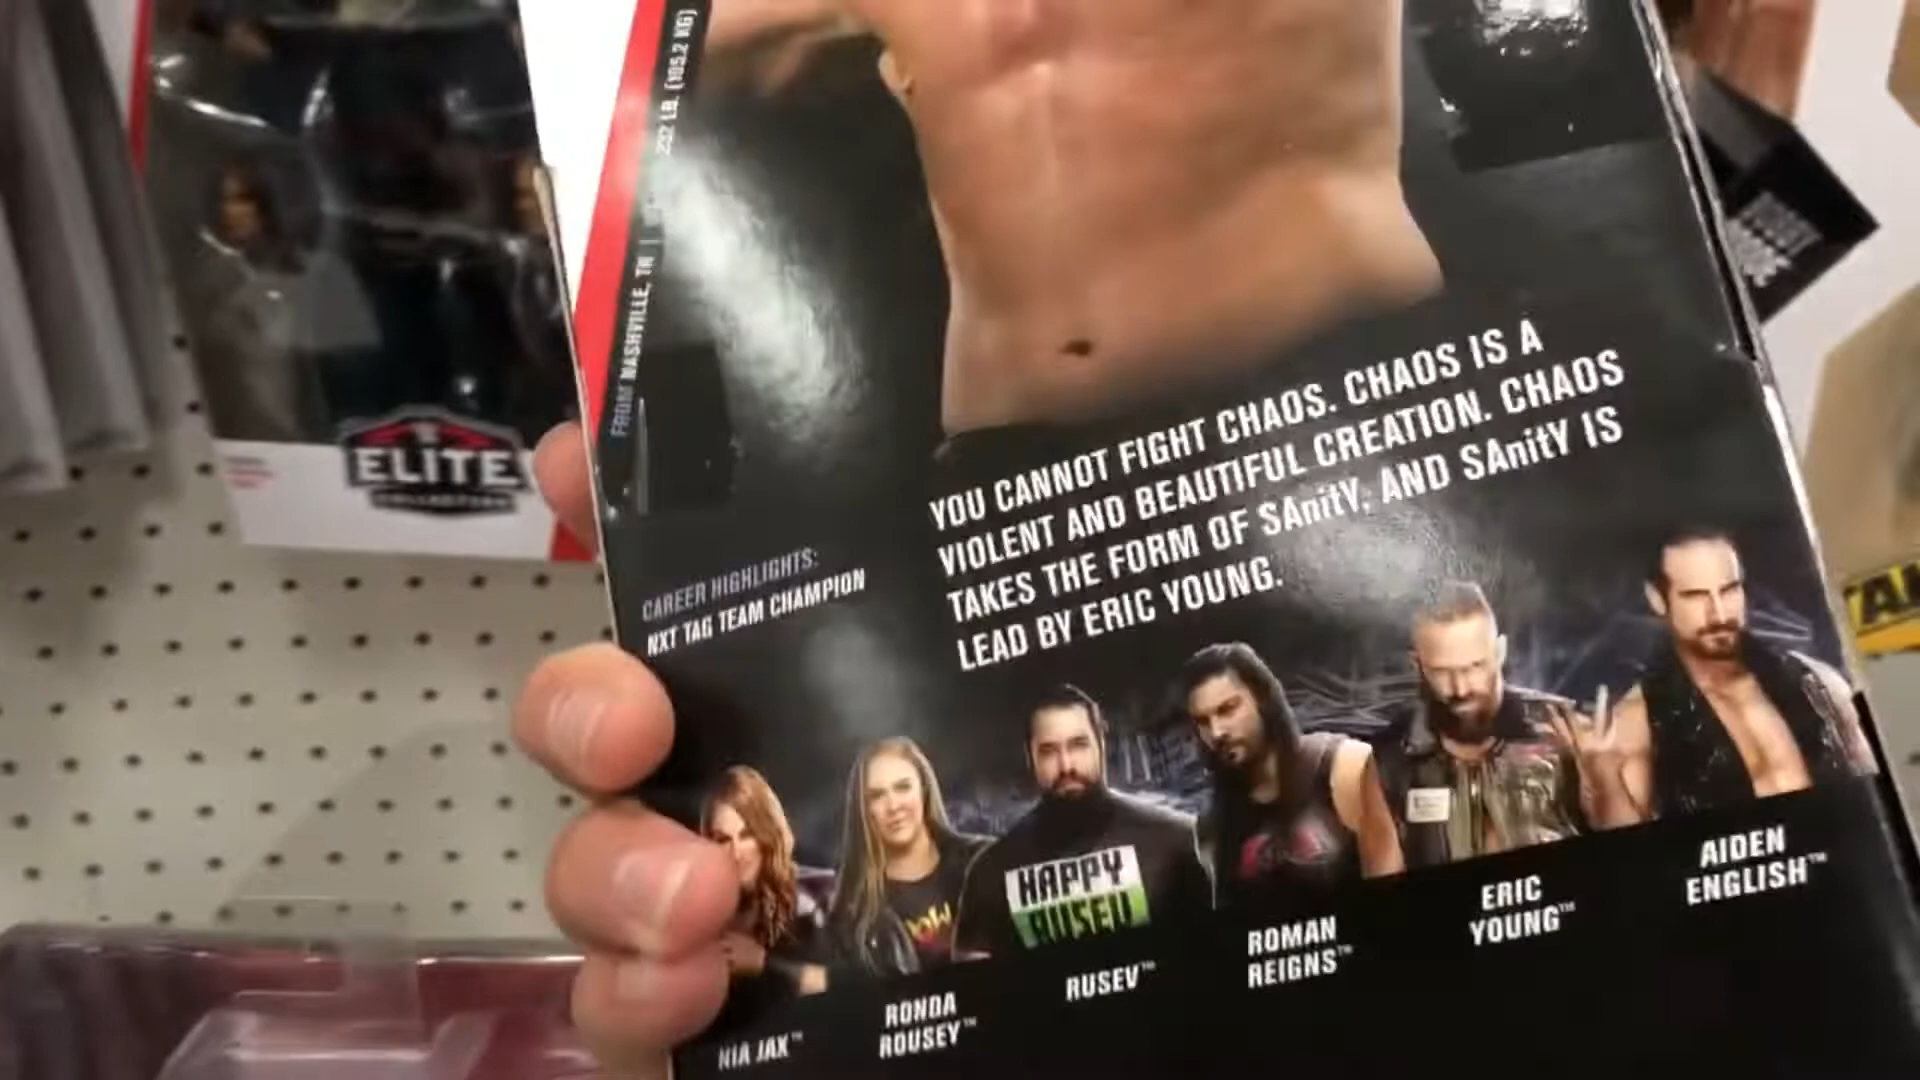 FROM NASHVILLE, TN | 232 LB. (105.2 KG)
ELITE
COLLECTION
YOU CANNOT FIGHT CHAOS. CHAOS IS A
VIOLENT AND BEAUTIFUL CREATION. CHAOS
TAKES THE FORM OF SAnitY, AND SAnitY IS
LEAD BY ERIC YOUNG.
CAREER HIGHLIGHTS:
NXT TAG TEAM CHAMPION
HAPPY
RUSEV
NIA JAX™
RONDA
ROUSEY™
RUSEV™
ROMAN
REIGNS™
ERIC
YOUNG™
AIDEN
ENGLISH™